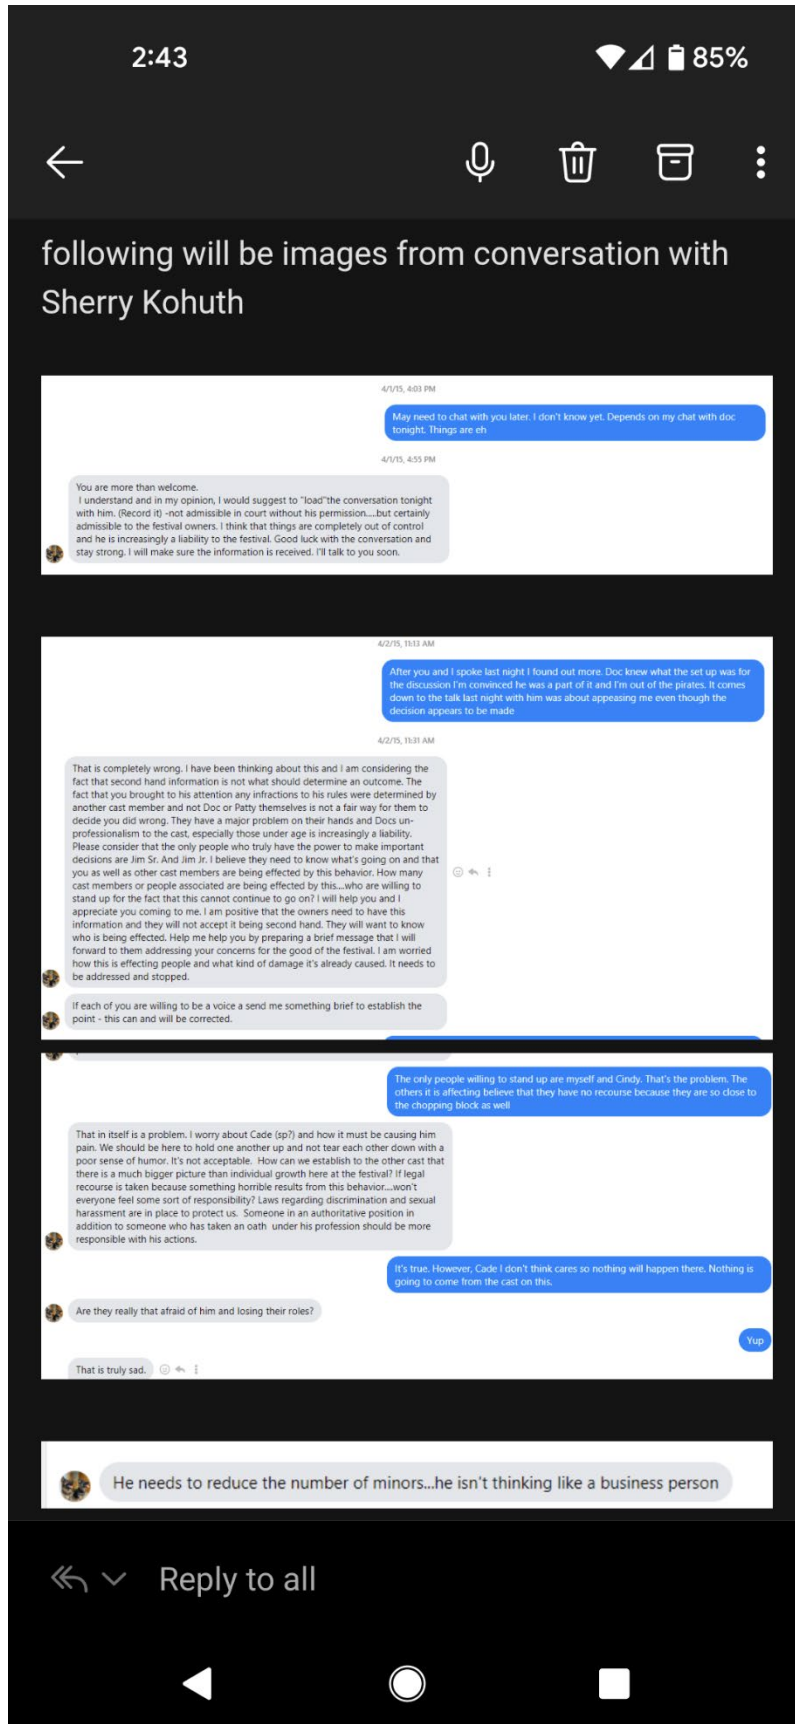 2:43
85%
following will be images from conversation with
Sherry Kohuth
4/1/15, 4:03 PM
May need to chat with you later. I don't know yet. Depends on my chat with doc
tonight. Things are eh
4/1/15, 4:55 PM
You are more than welcome.
I understand and in my opinion, I would suggest to "load"the conversation tonight
with him. (Record it) -not admissible in court without his permission....but certainly
admissible to the festival owners. I think that things are completely out of control
and he is increasingly a liability to the festival. Good luck with the conversation and
stay strong. I will make sure the information is received. I'll talk to you soon.
4/2/15, 11:13 AM
After you and I spoke last night I found out more. Doc knew what the set up was for
the discussion I'm convinced he was a part of it and I'm out of the pirates. It comes
down to the talk last night with him was about appeasing me even though the
decision appears to be made
4/2/15, 11:31 AM
That is completely wrong. I have been thinking about this and I am considering the
fact that second hand information is not what should determine an outcome. The
fact that you brought to his attention any infractions to his rules were determined by
another cast member and not Doc or Patty themselves is not a fair way for them to
decide you did wrong. They have a major problem on their hands and Docs un-
professionalism to the cast, especially those under age is increasingly a liability.
Please consider that the only people who truly have the power to make important
decisions are Jim Sr. And Jim Jr. I believe they need to know what's going on and that
you as well as other cast members are being effected by this behavior. How many
cast members or people associated are being effected by this....who are willing to
stand up for the fact that this cannot continue to go on? I will help you and I
appreciate you coming to me. I am positive that the owners need to have this
information and they will not accept it being second hand. They will want to know
who is being effected. Help me help you by preparing a brief message that I will
forward to them addressing your concerns for the good of the festival. I am worried
how this is effecting people and what kind of damage it's already caused. It needs to
be addressed and stopped.
If each of you are willing to be a voice a send me something brief to establish the
point - this can and will be corrected.
The only people willing to stand up are myself and Cindy. That's the problem. The
others it is affecting believe that they have no recourse because they are so close to
the chopping block as well
That in itself is a problem. I worry about Cade (sp?) and how it must be causing him
pain. We should be here to hold one another up and not tear each other down with a
poor sense of humor. It's not acceptable. How can we establish to the other cast that
there is a much bigger picture than individual growth here at the festival? If legal
recourse is taken because something horrible results from this behavior....won't
everyone feel some sort of responsibility? Laws regarding discrimination and sexual
harassment are in place to protect us. Someone in an authoritative position in
addition to someone who has taken an oath under his profession should be more
responsible with his actions.
It's true. However, Cade I don't think cares so nothing will happen there. Nothing is
going to come from the cast on this.
Are they really that afraid of him and losing their roles?
Yup
That is truly sad.
He needs to reduce the number of minors...he isn't thinking like a business person
Reply to all